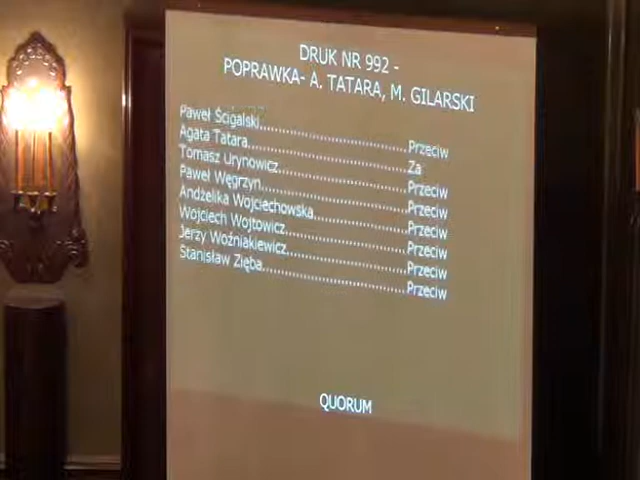 DRUK NR 992 -
POPRAWKA- A. TATARA, M. GILARSKI
Paweł Ścigalski..................................Przeciw
Agata Tatara..................................Za
Tomasz Urynowicz..................................Przeciw
Paweł Węgrzyn..................................Przeciw
Andżelika Wojciechowska..................................Przeciw
Wojciech Wojtowicz..................................Przeciw
Jerzy Woźniakiewicz..................................Przeciw
Stanisław Zięba..................................Przeciw
QUORUM